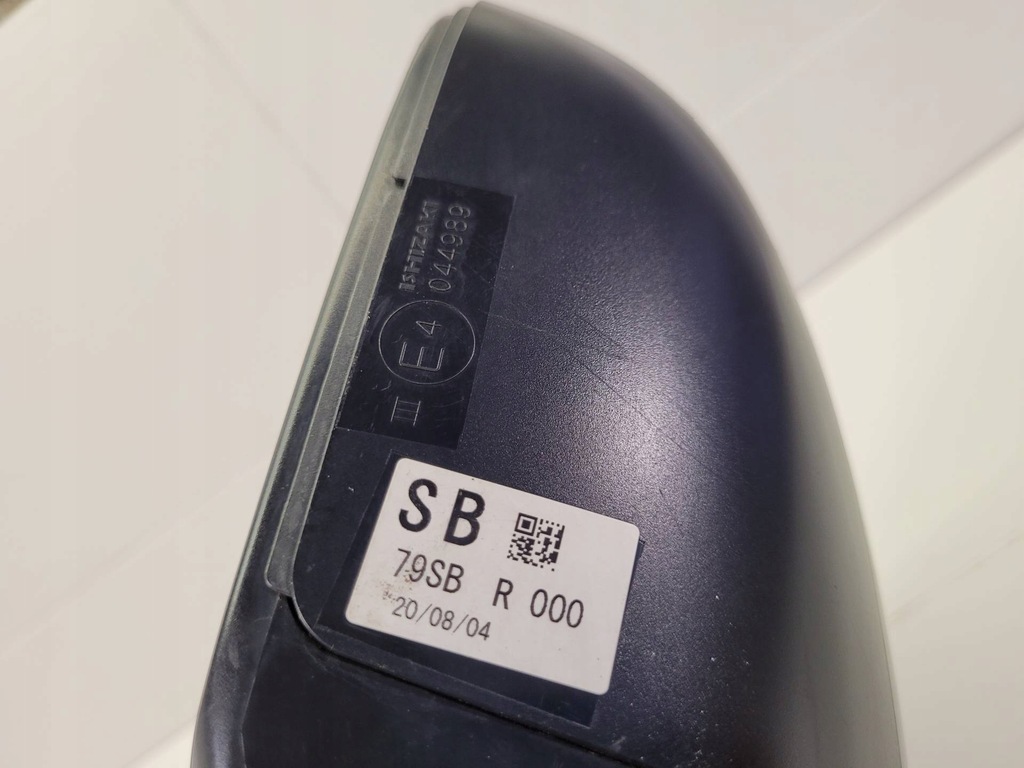 ISHIZAKI
044989
E4
III
SB
79SB R 000
20/08/04